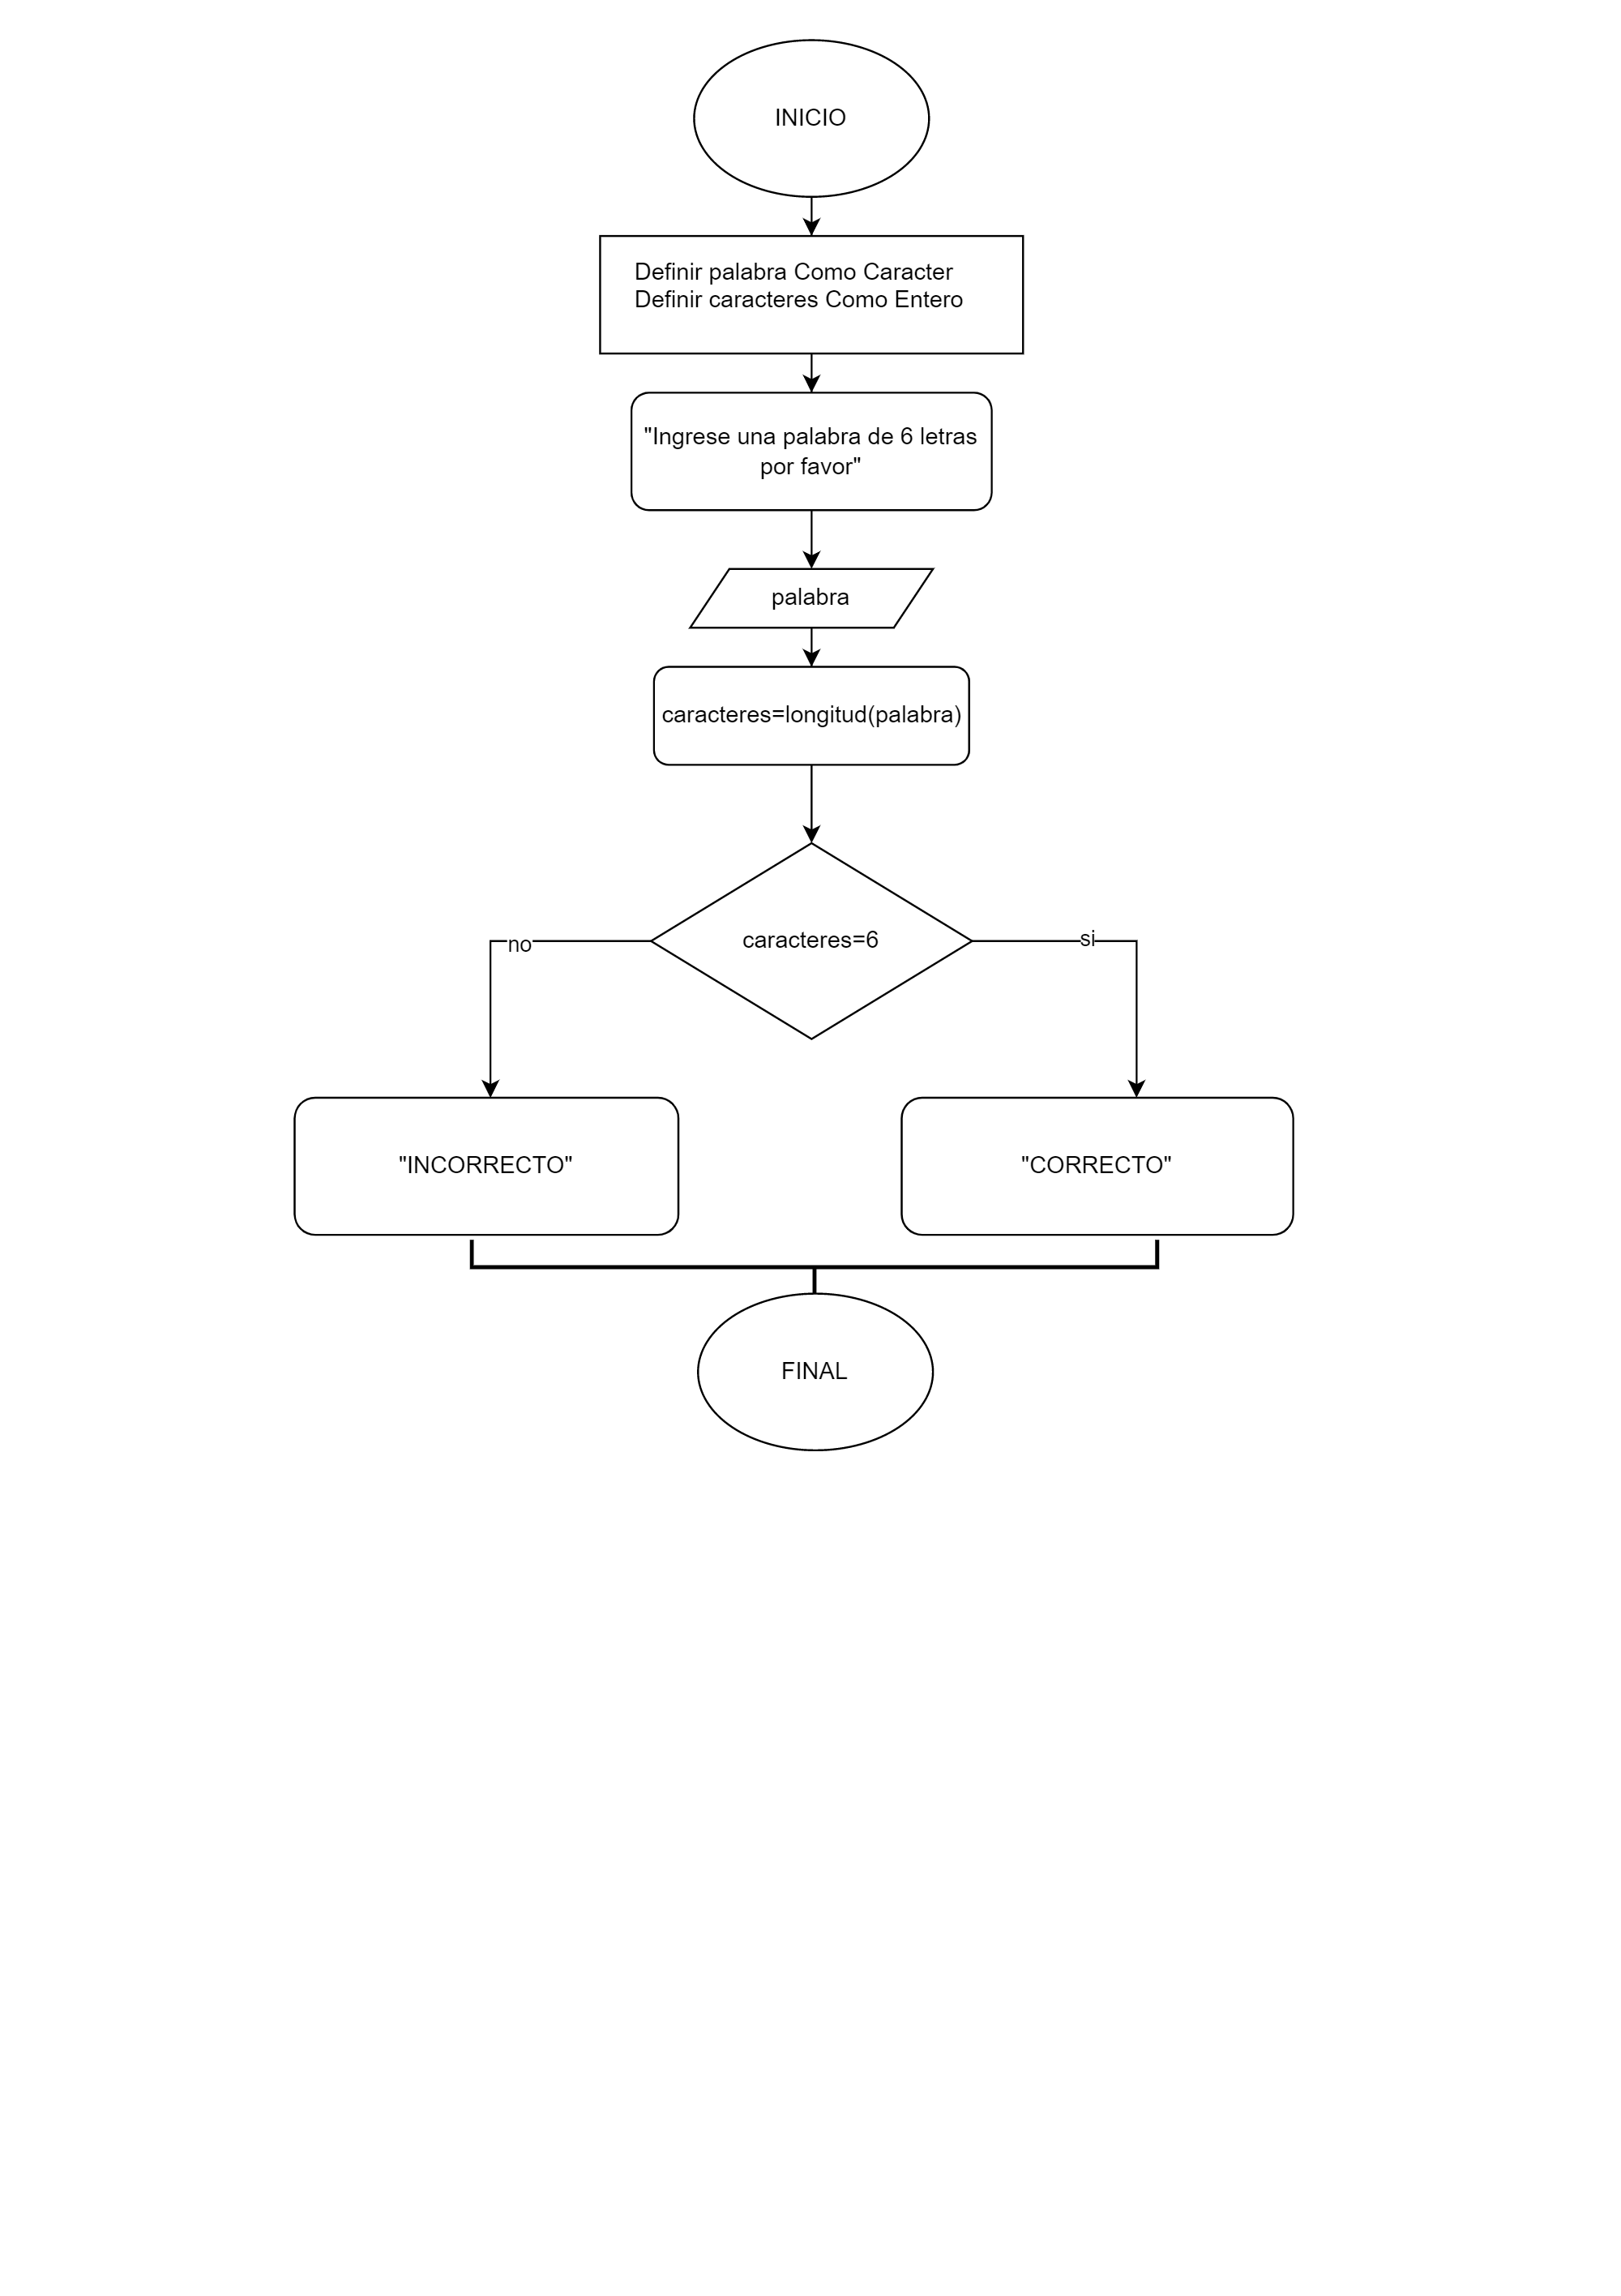 INICIO
Definir palabra Como Caracter
Definir caracteres Como Entero
"Ingrese una palabra de 6 letras
por favor"
palabra
caracteres=longitud(palabra)
caracteres=6
no
si
"INCORRECTO"
"CORRECTO"
FINAL